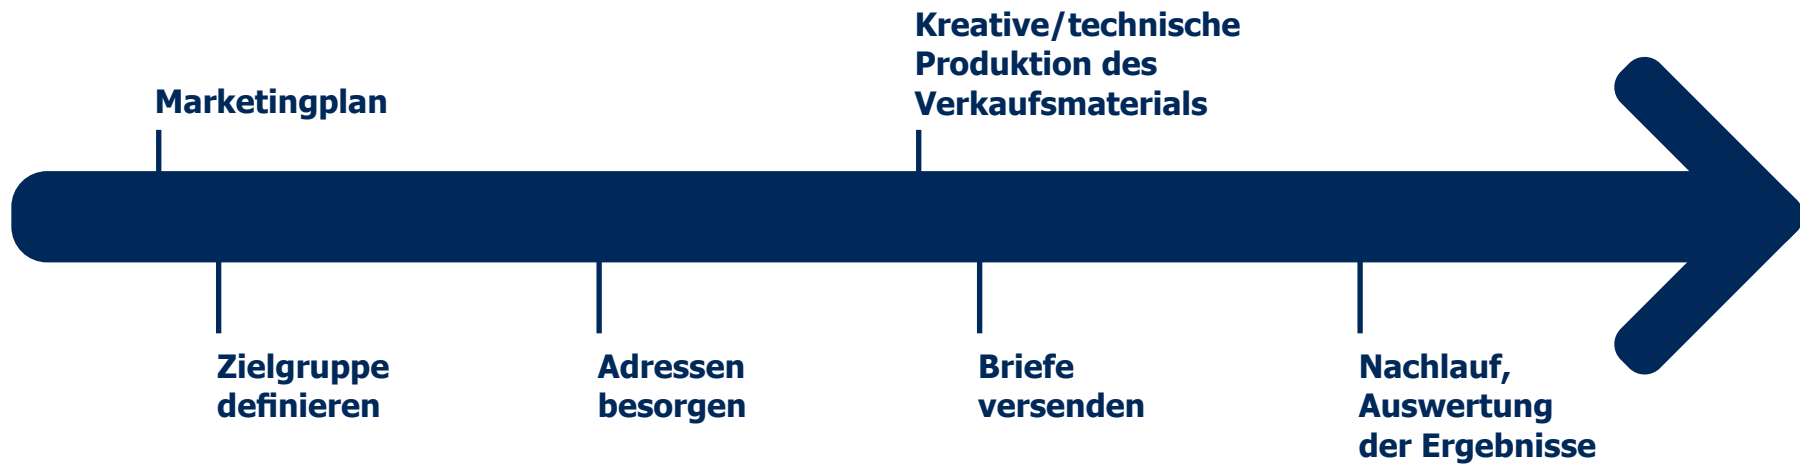 Kreative/technische
Produktion des
Verkaufsmaterials
Marketingplan
Zielgruppe
definieren
Adressen
besorgen
Briefe
versenden
Nachlauf,
Auswertung
der Ergebnisse